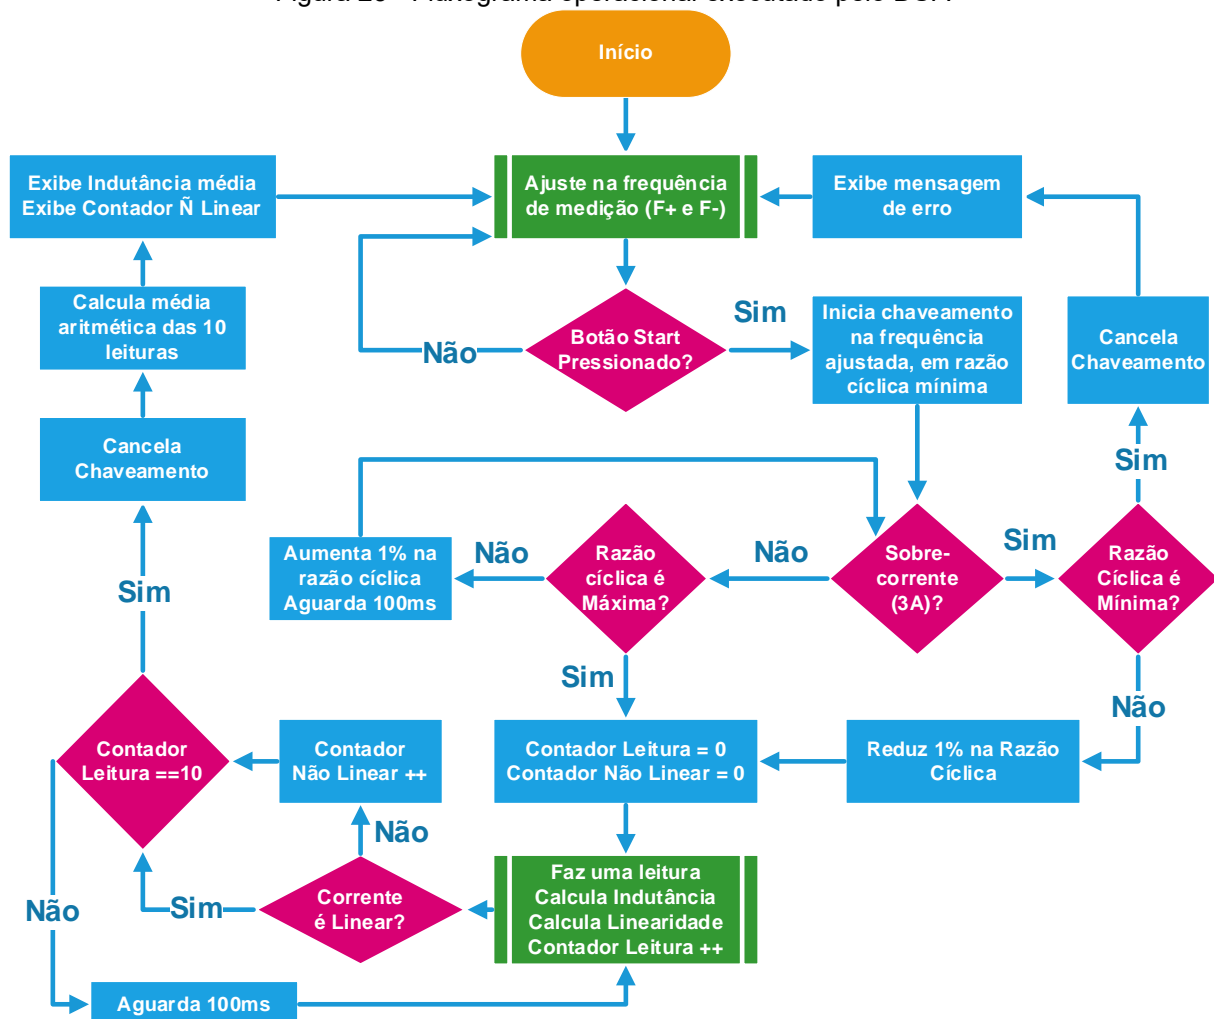 Início
Exibe Indutância média
Exibe Contador Ñ Linear
Ajuste na frequência
de medição (F+ e F-)
Exibe mensagem
de erro
Calcula média
aritmética das 10
leituras
Não
Botão Start
Pressionado?
Sim
Inicia chaveamento
na frequência
ajustada, em razão
cíclica mínima
Cancela
Chaveamento
Cancela
Chaveamento
Sim
Aumenta 1% na
razão cíclica
Aguarda 100ms
Não
Razão
cíclica é
Máxima?
Não
Sobre-
corrente
(3A)?
Sim
Razão
Cíclica é
Mínima?
Sim
Sim
Não
Contador
Leitura ==10
Contador
Não Linear ++
Contador Leitura = 0
Contador Não Linear = 0
Reduz 1% na Razão
Cíclica
Não
Faz uma leitura
Calcula Indutância
Calcula Linearidade
Contador Leitura ++
Corrente
é Linear?
Sim
Não
Aguarda 100ms